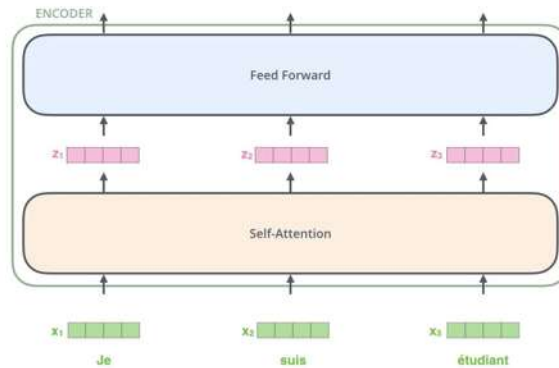 ENCODER
Feed Forward
z₁ z₂ z₃
Self-Attention
x₁ x₂ x₃
Je suis étudiant